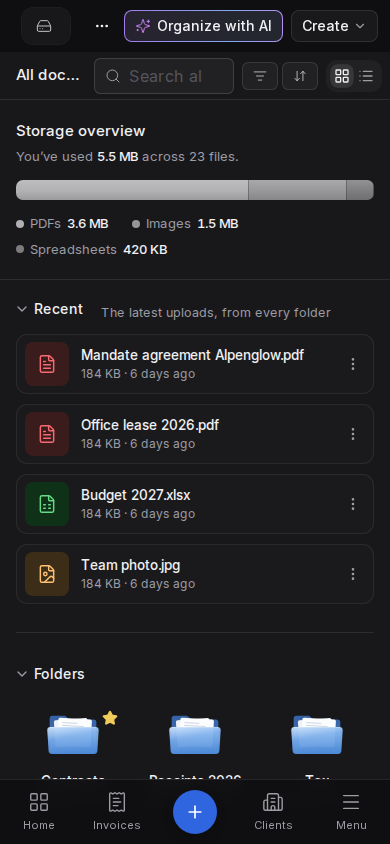 Organize with AI
Create
All doc...
Search al
Storage overview
You've used 5.5 MB across 23 files.
PDFs 3.6 MB
Images 1.5 MB
Spreadsheets 420 KB
Recent
The latest uploads, from every folder
Mandate agreement Alpenglow.pdf
184 KB · 6 days ago
Office lease 2026.pdf
184 KB · 6 days ago
Budget 2027.xlsx
184 KB · 6 days ago
Team photo.jpg
184 KB · 6 days ago
Folders
Contracts
Receipts 2026
Tax
Home
Invoices
Clients
Menu